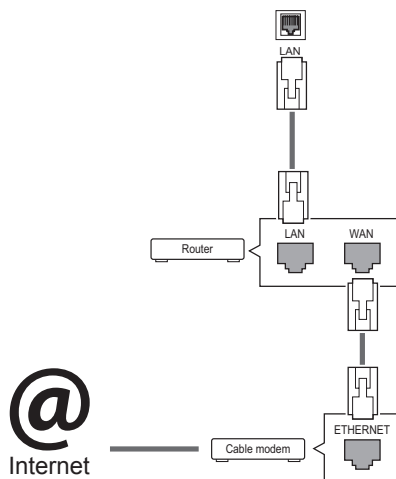 LAN
LAN
WAN
Router
ETHERNET
Cable modem
@
Internet